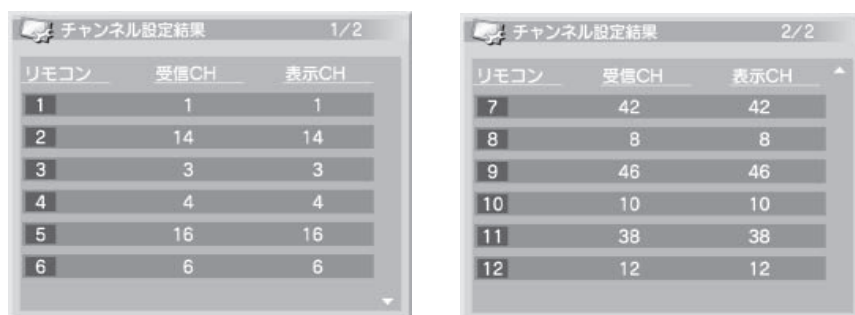 チャンネル設定結果 1/2
リモコン 受信CH 表示CH
1 1 1
2 14 14
3 3 3
4 4 4
5 16 16
6 6 6
チャンネル設定結果 2/2
リモコン 受信CH 表示CH
7 42 42
8 8 8
9 46 46
10 10 10
11 38 38
12 12 12